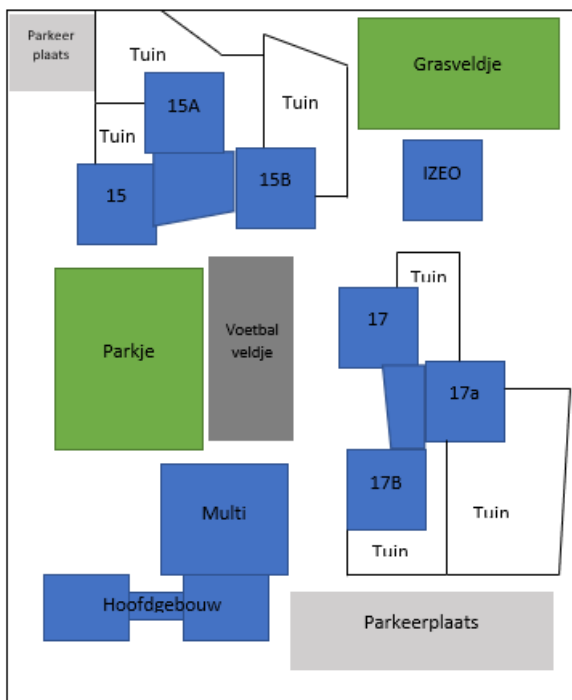 Parkeer
plaats
Tuin
Grasveldje
15A
Tuin
Tuin
IZEO
15
15B
Tuin
17
Voetbal
veldje
Parkje
17a
17B
Multi
Tuin
Tuin
Hoofdgebouw
Parkeerplaats